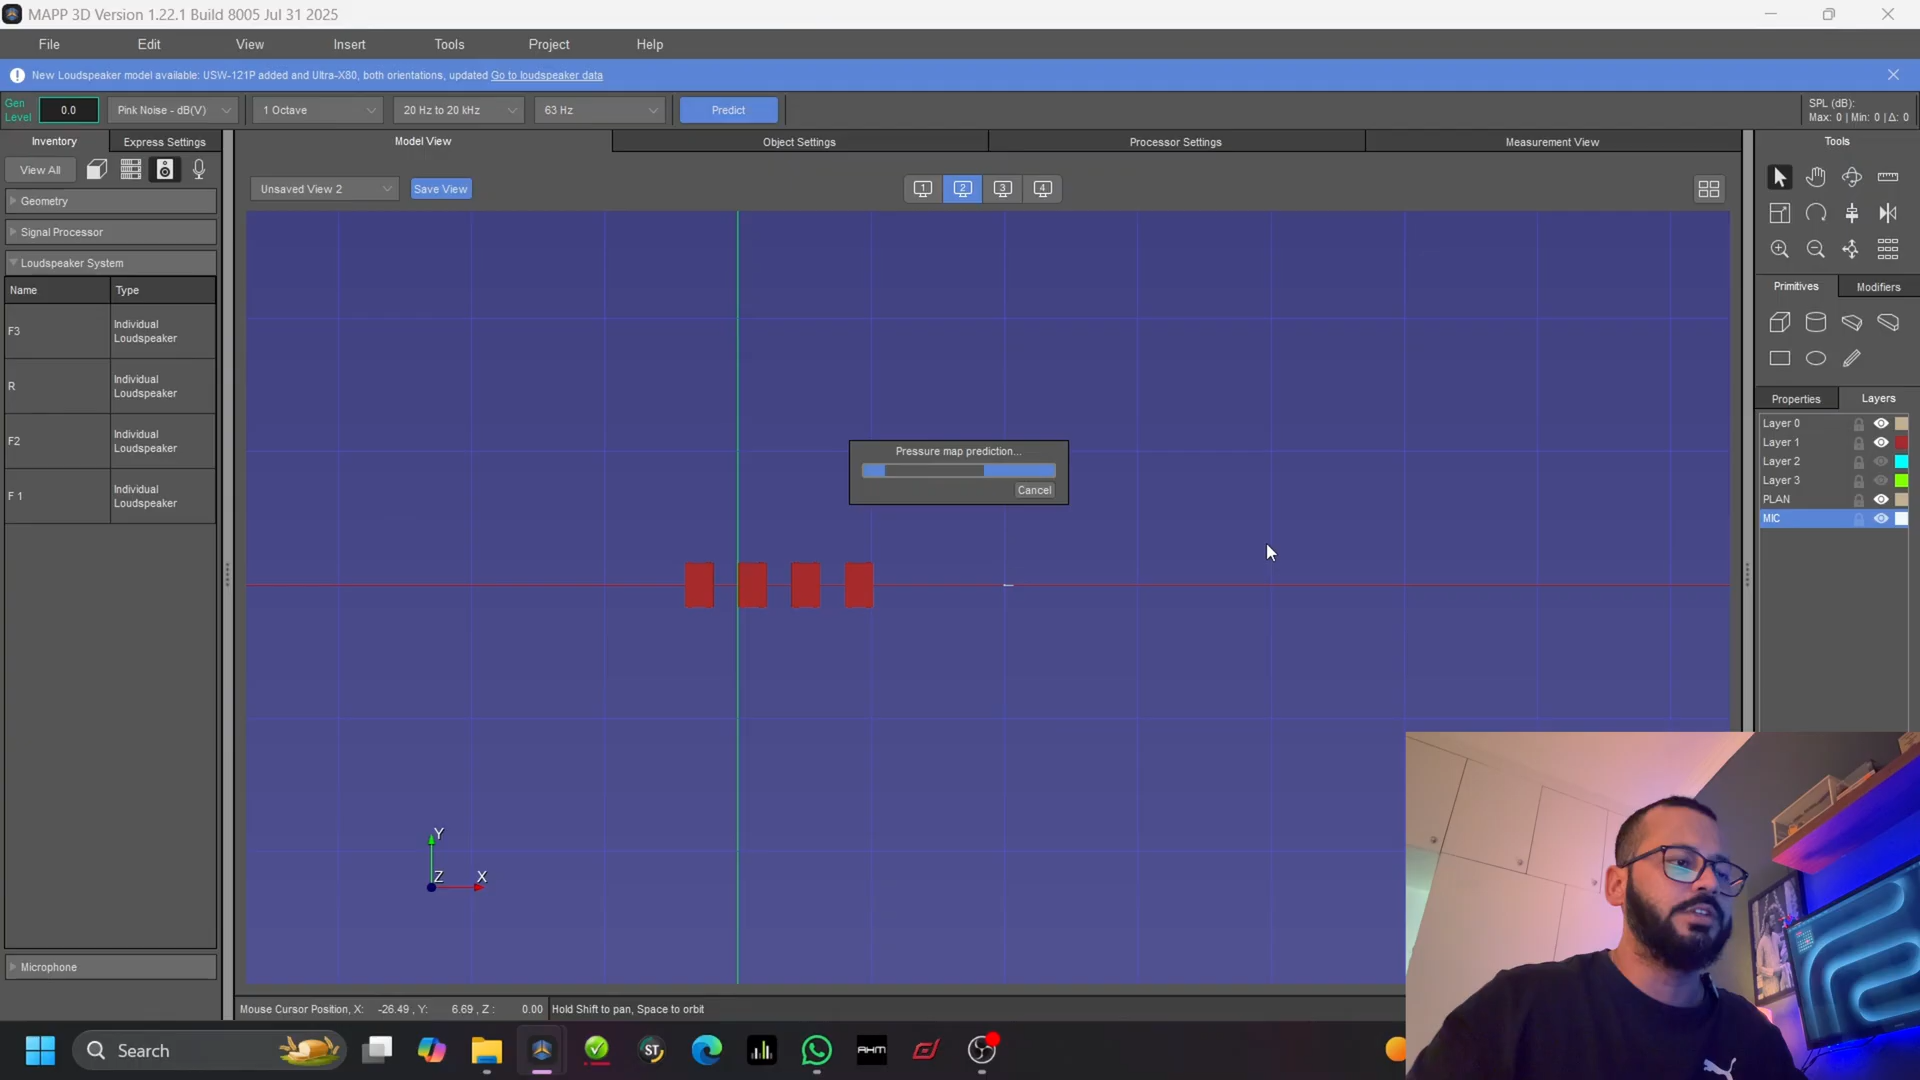 MAPP 3D Version 1.22.1 Build 8005 Jul 31 2025
File Edit View Insert Tools Project Help
New Loudspeaker model available: USW-121P added and Ultra-X80, both orientations, updated Go to loudspeaker data
Gen Level 0.0 Pink Noise - dB(V) 1 Octave 20 Hz to 20 kHz 63 Hz Predict
SPL (dB):
Max: 0 | Min: 0 | Δ: 0
Inventory Express Settings Model View Object Settings Processor Settings Measurement View Tools
View All
Unsaved View 2 Save View 1 2 3 4
Geometry
Signal Processor
Loudspeaker System
Name Type
F3 Individual Loudspeaker
R Individual Loudspeaker
F2 Individual Loudspeaker
F 1 Individual Loudspeaker
Microphone
Pressure map prediction...
Cancel
Y
Z X
Primitives Modifiers
Properties Layers
Layer 0
Layer 1
Layer 2
Layer 3
PLAN
MIC
Mouse Cursor Position, X: -26.49 , Y: 6.69 , Z: 0.00 Hold Shift to pan, Space to orbit
Search
ST
AHM